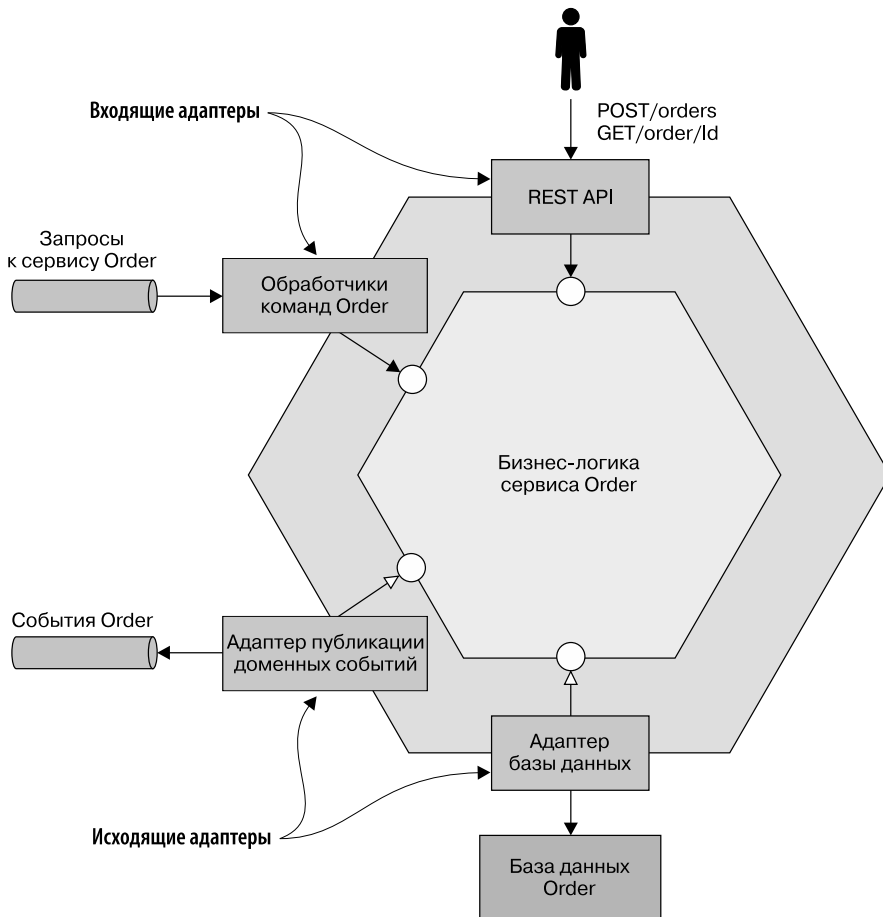 POST/orders
GET/order/Id
Входящие адаптеры
REST API
Запросы
к сервису Order
Обработчики
команд Order
Бизнес-логика
сервиса Order
События Order
Адаптер публикации
доменных событий
Адаптер
базы данных
Исходящие адаптеры
База данных
Order